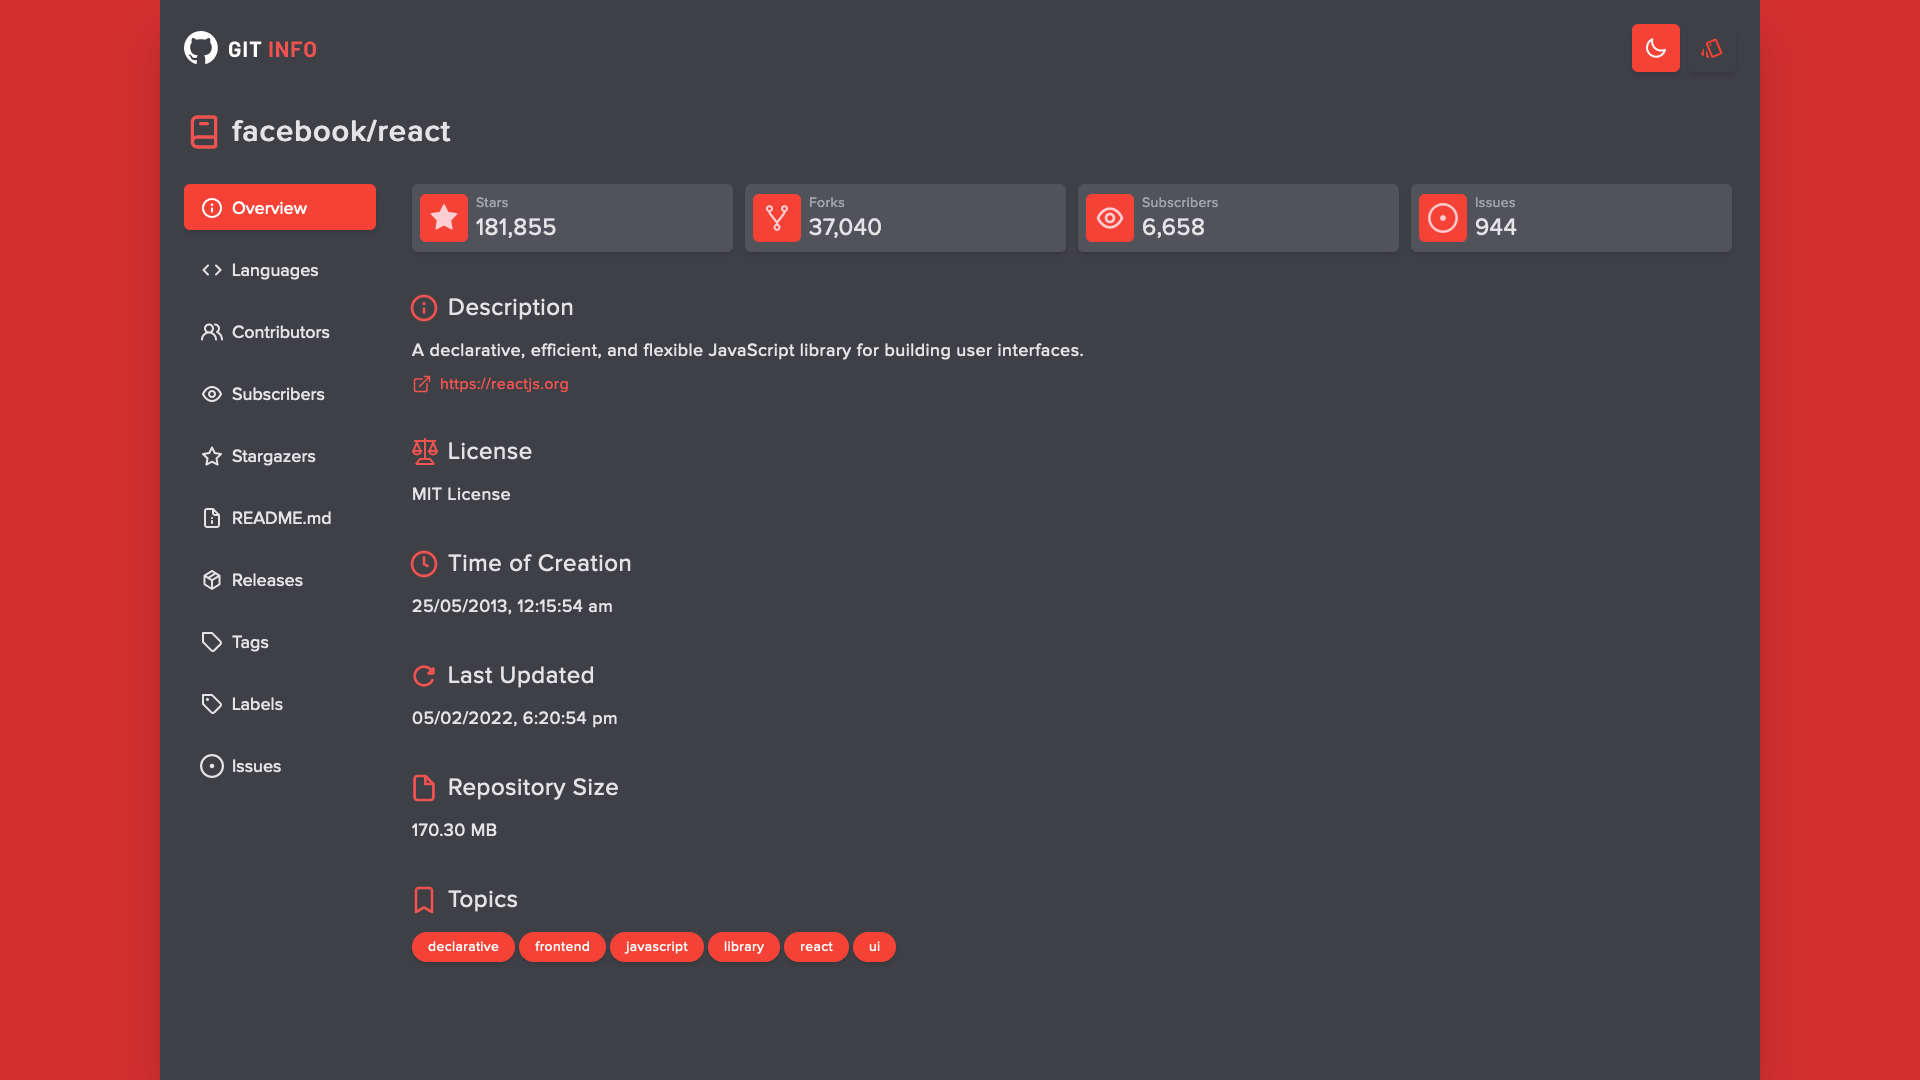 GIT INFO
facebook/react
Overview
Languages
Contributors
Subscribers
Stargazers
README.md
Releases
Tags
Labels
Issues
Stars
181,855
Forks
37,040
Subscribers
6,658
Issues
944
Description
A declarative, efficient, and flexible JavaScript library for building user interfaces.
https://reactjs.org
License
MIT License
Time of Creation
25/05/2013, 12:15:54 am
Last Updated
05/02/2022, 6:20:54 pm
Repository Size
170.30 MB
Topics
declarative frontend javascript library react ui